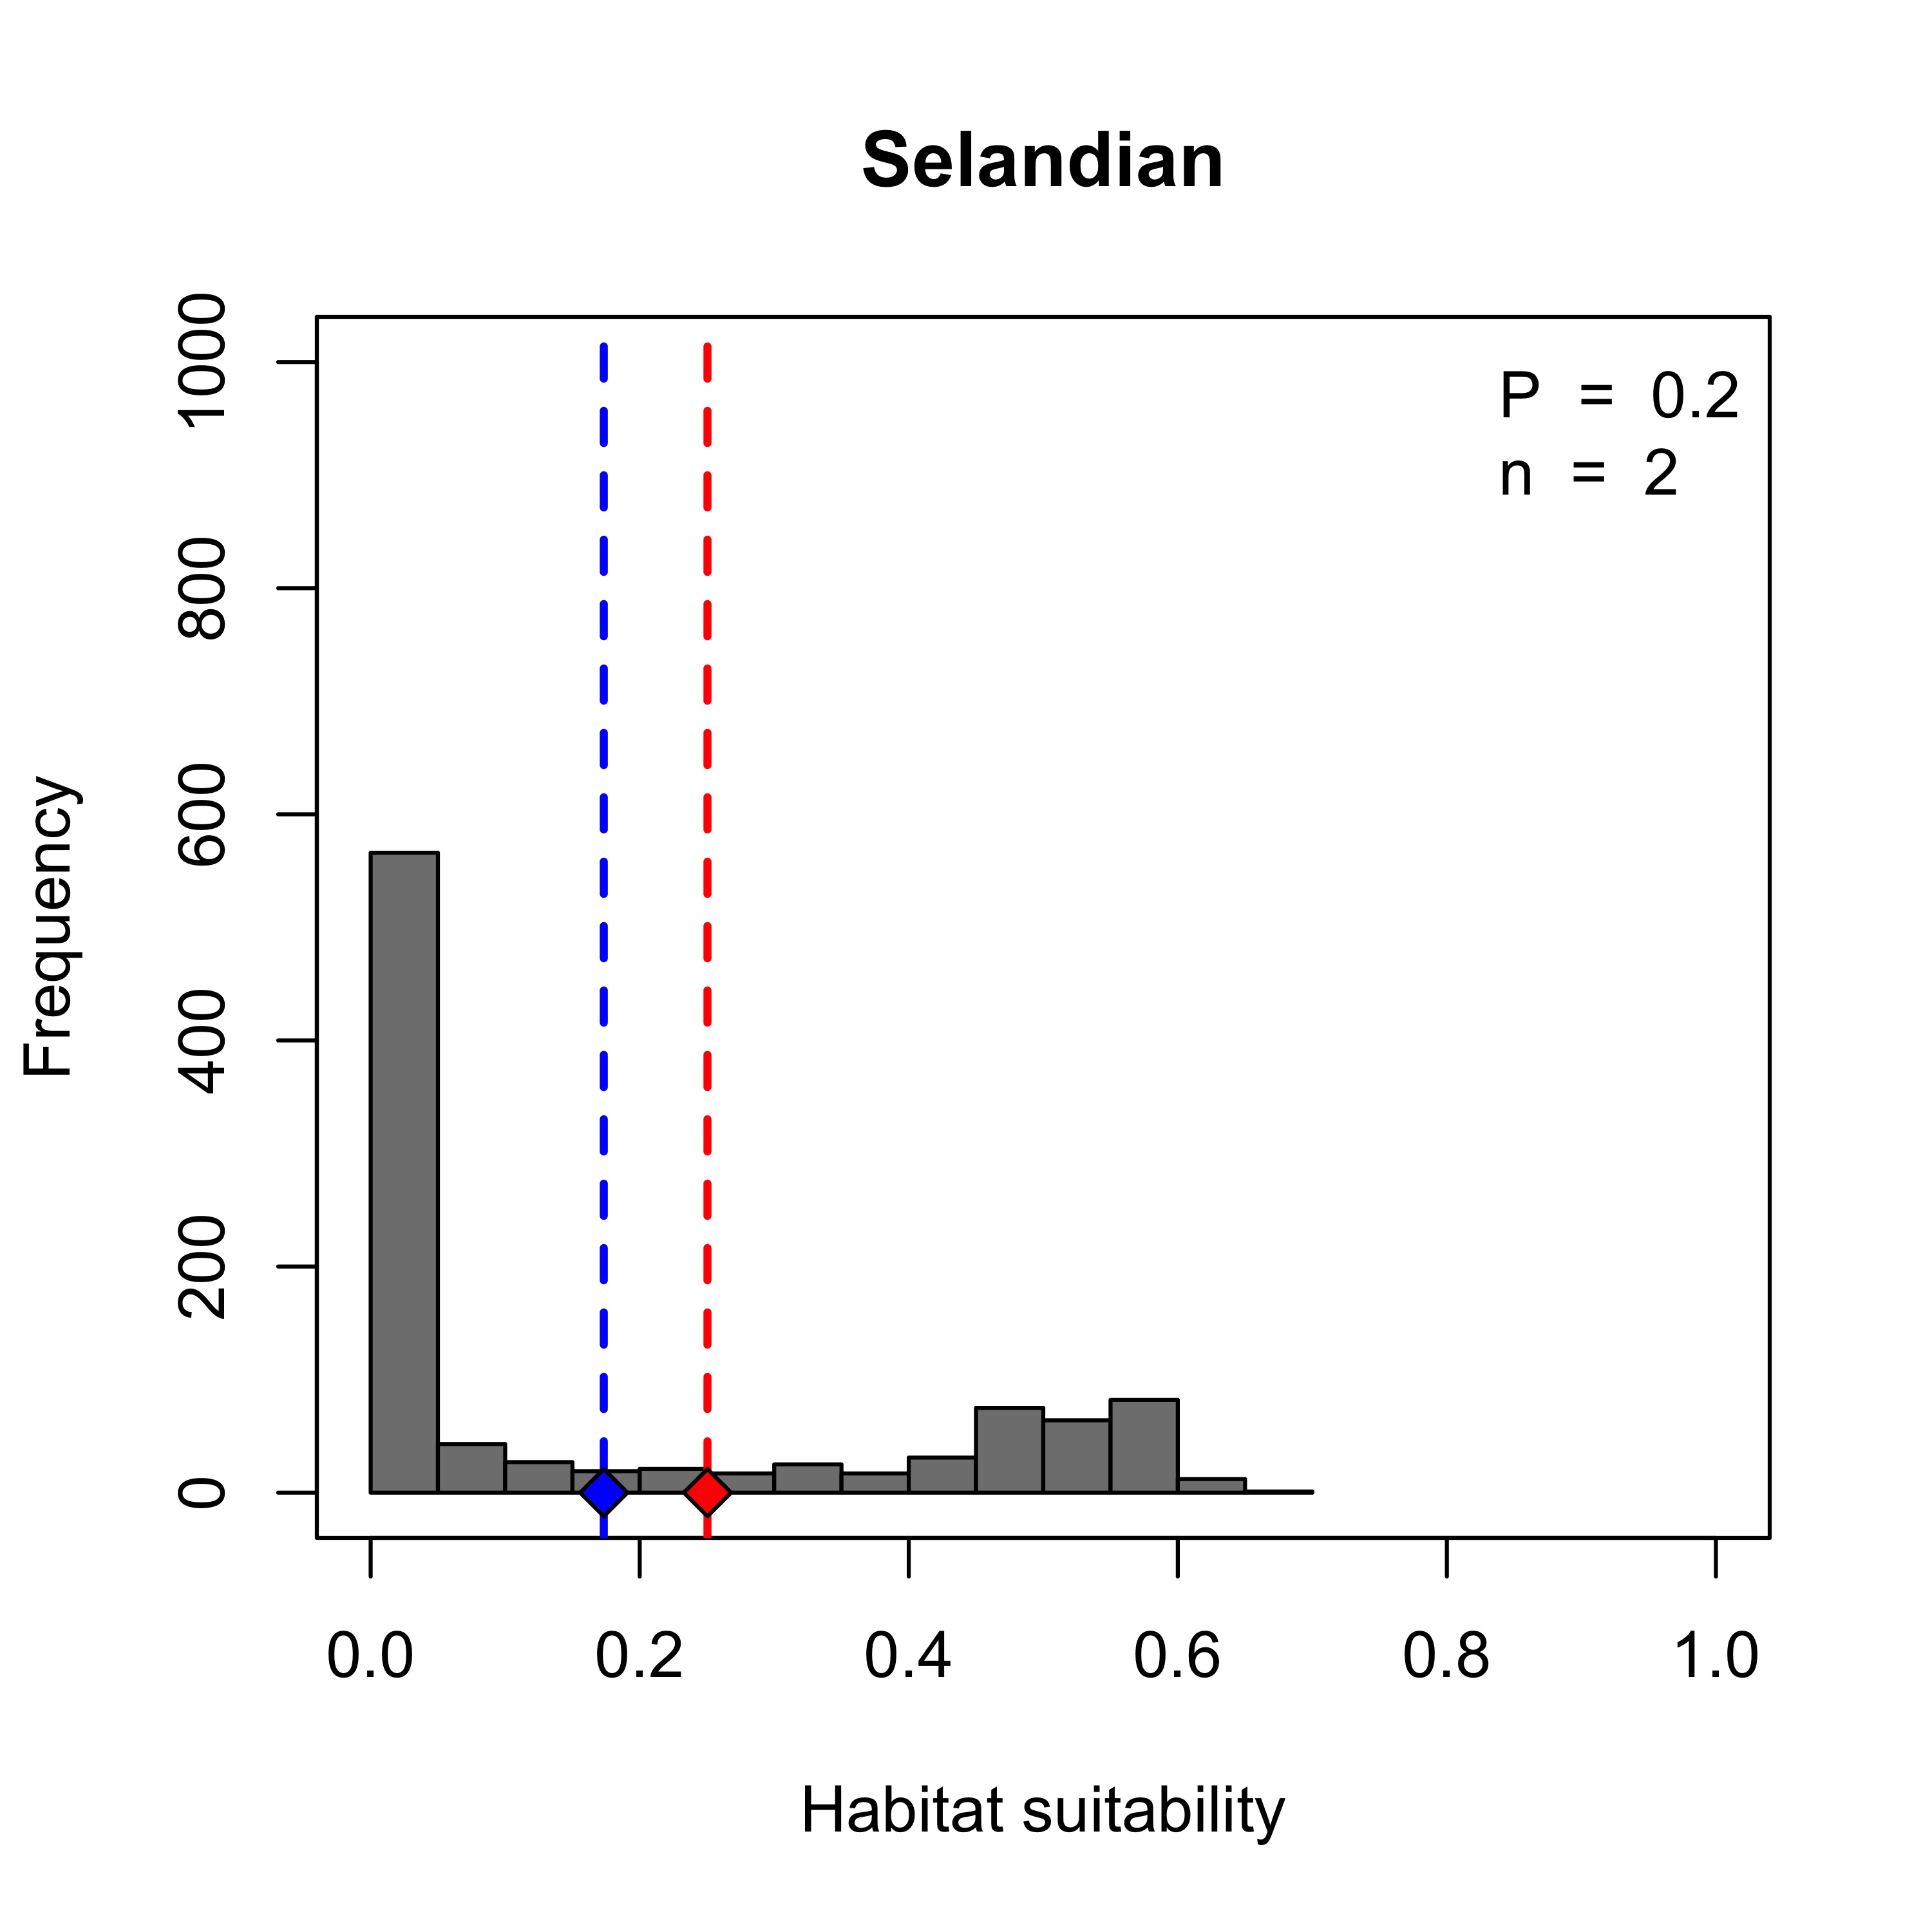 Selandian
P = 0.2
n = 2
Frequency
1000
800
600
400
200
0
0.0 0.2 0.4 0.6 0.8 1.0
Habitat suitability